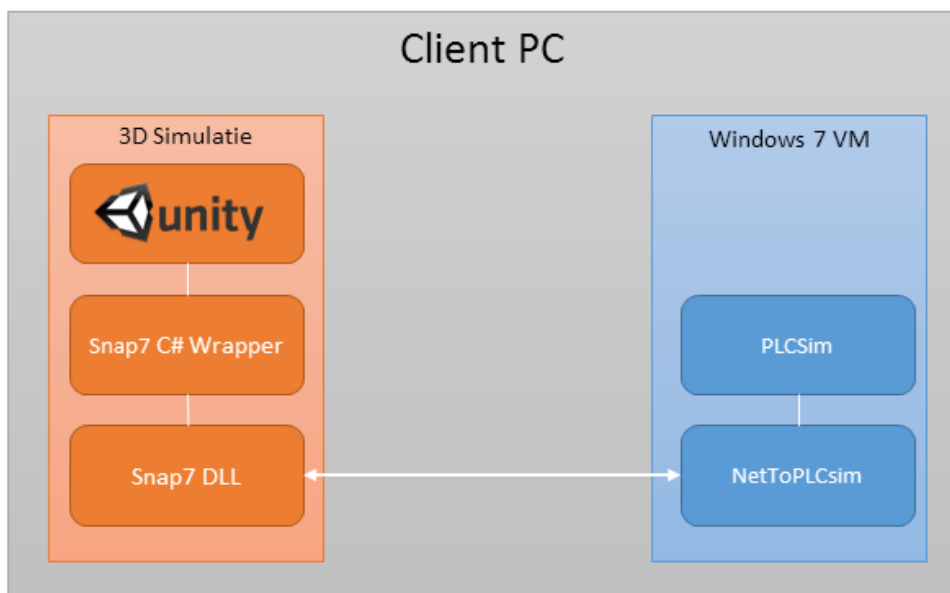 Client PC
3D Simulatie
unity
Snap7 C# Wrapper
Snap7 DLL
Windows 7 VM
PLCSim
NetToPLCsim